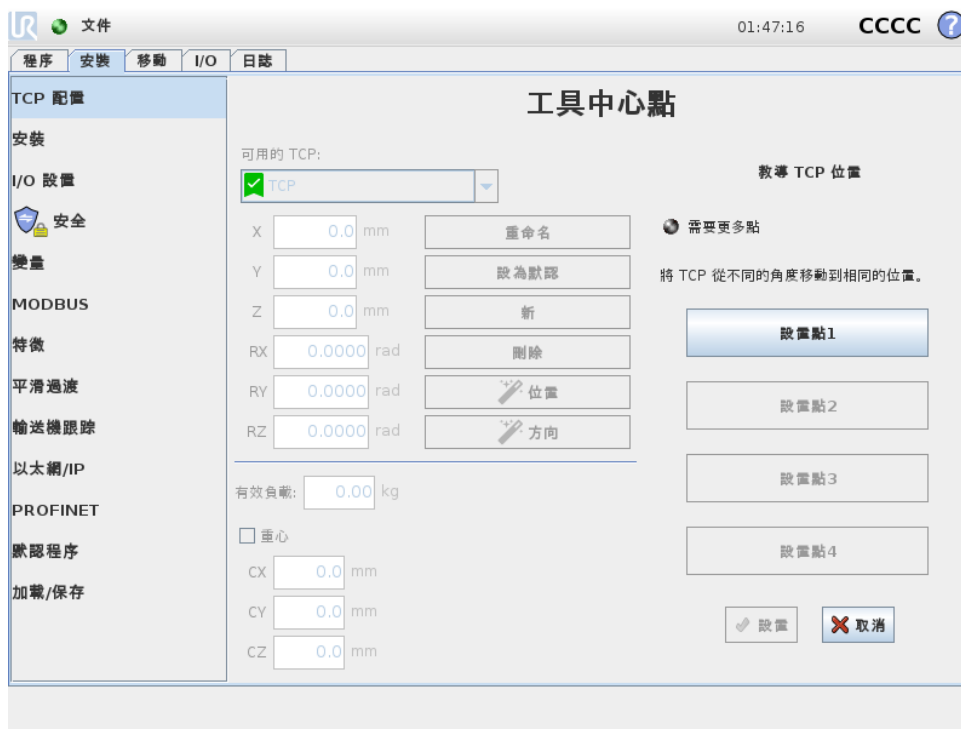 UR 文件 01:47:16 CCCC ?
程序 安裝 移動 I/O 日誌
TCP 配置
安裝
I/O 設置
安全
變量
MODBUS
特徵
平滑過渡
輸送機跟踪
以太網/IP
PROFINET
默認程序
加載/保存
工具中心點
可用的 TCP:
TCP
X 0.0 mm 重命名
Y 0.0 mm 設為默認
Z 0.0 mm 新
RX 0.0000 rad 刪除
RY 0.0000 rad 位置
RZ 0.0000 rad 方向
有效負載: 0.00 kg
重心
CX 0.0 mm
CY 0.0 mm
CZ 0.0 mm
教導 TCP 位置
需要更多點
將 TCP 從不同的角度移動到相同的位置。
設置點1
設置點2
設置點3
設置點4
設置 取消